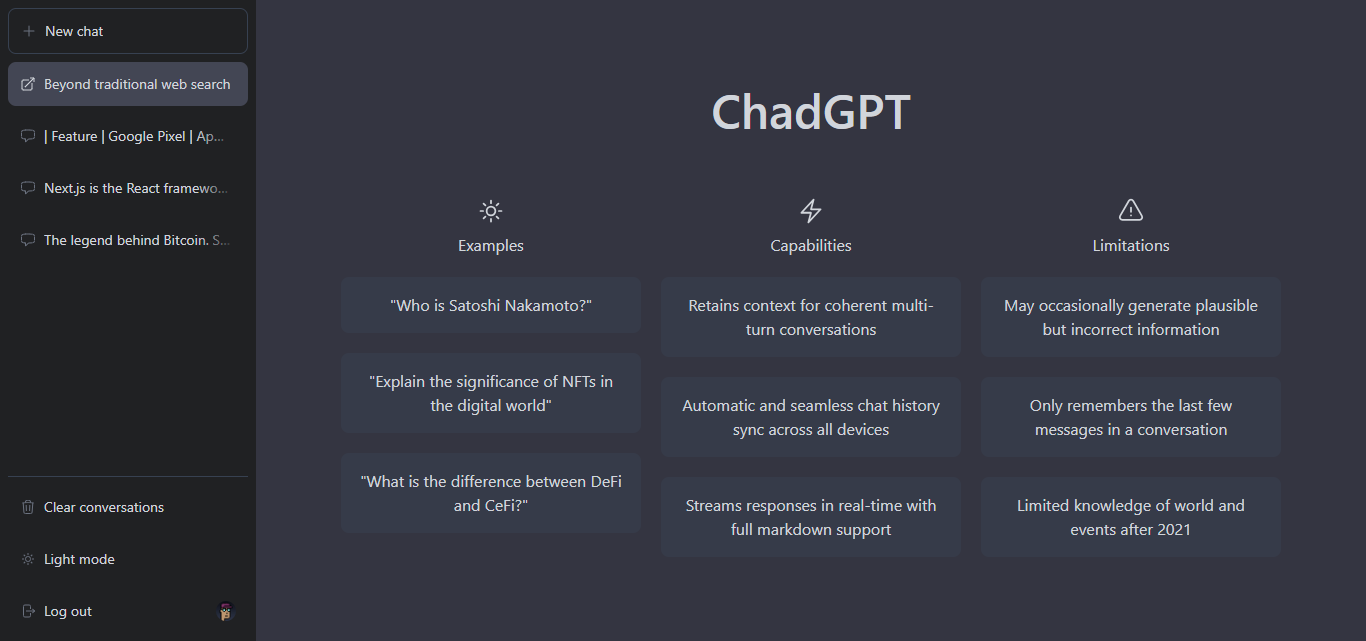 New chat
Beyond traditional web search
| Feature | Google Pixel | Ap...
Next.js is the React framewo...
The legend behind Bitcoin. S...
Clear conversations
Light mode
Log out
ChadGPT
Examples
"Who is Satoshi Nakamoto?"
"Explain the significance of NFTs in
the digital world"
"What is the difference between DeFi
and CeFi?"
Capabilities
Retains context for coherent multi-
turn conversations
Automatic and seamless chat history
sync across all devices
Streams responses in real-time with
full markdown support
Limitations
May occasionally generate plausible
but incorrect information
Only remembers the last few
messages in a conversation
Limited knowledge of world and
events after 2021